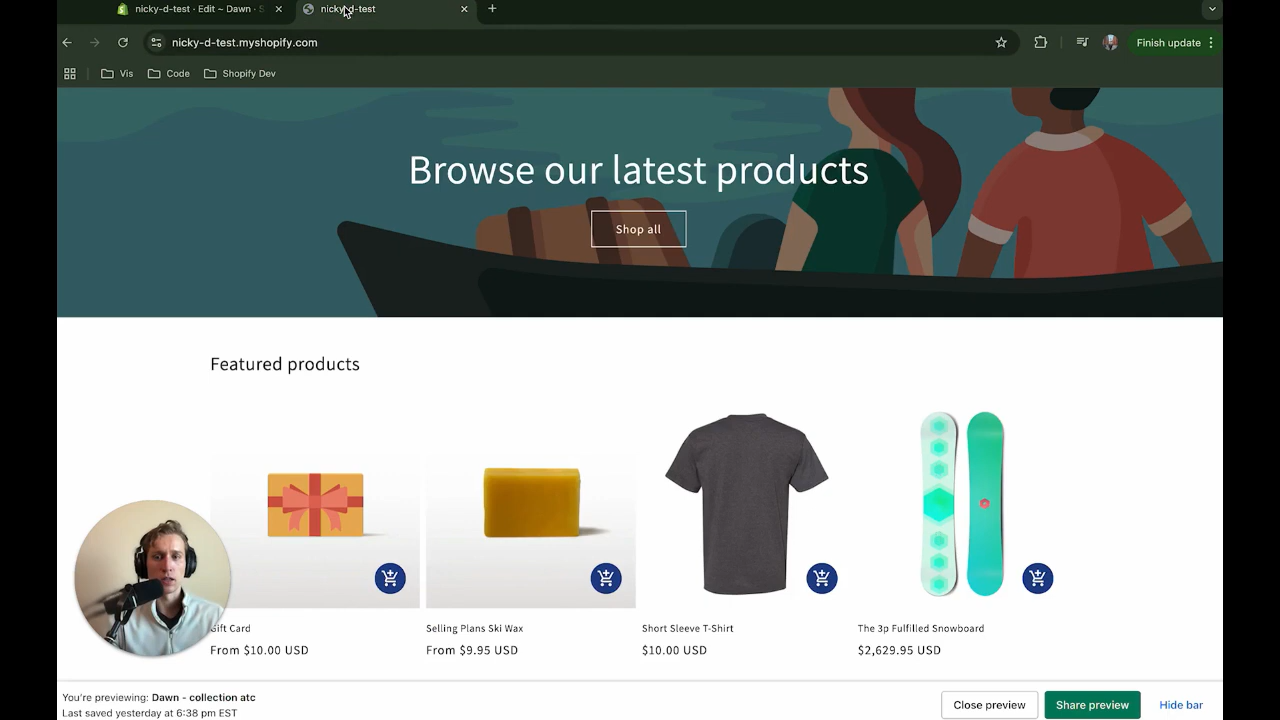 nicky-d-test · Edit ~ Dawn · S
nicky-d-test
nicky-d-test.myshopify.com
Finish update
Vis
Code
Shopify Dev
Browse our latest products
Shop all
Featured products
Gift Card
From $10.00 USD
Selling Plans Ski Wax
From $9.95 USD
Short Sleeve T-Shirt
$10.00 USD
The 3p Fulfilled Snowboard
$2,629.95 USD
You're previewing: Dawn - collection atc
Last saved yesterday at 6:38 pm EST
Close preview
Share preview
Hide bar